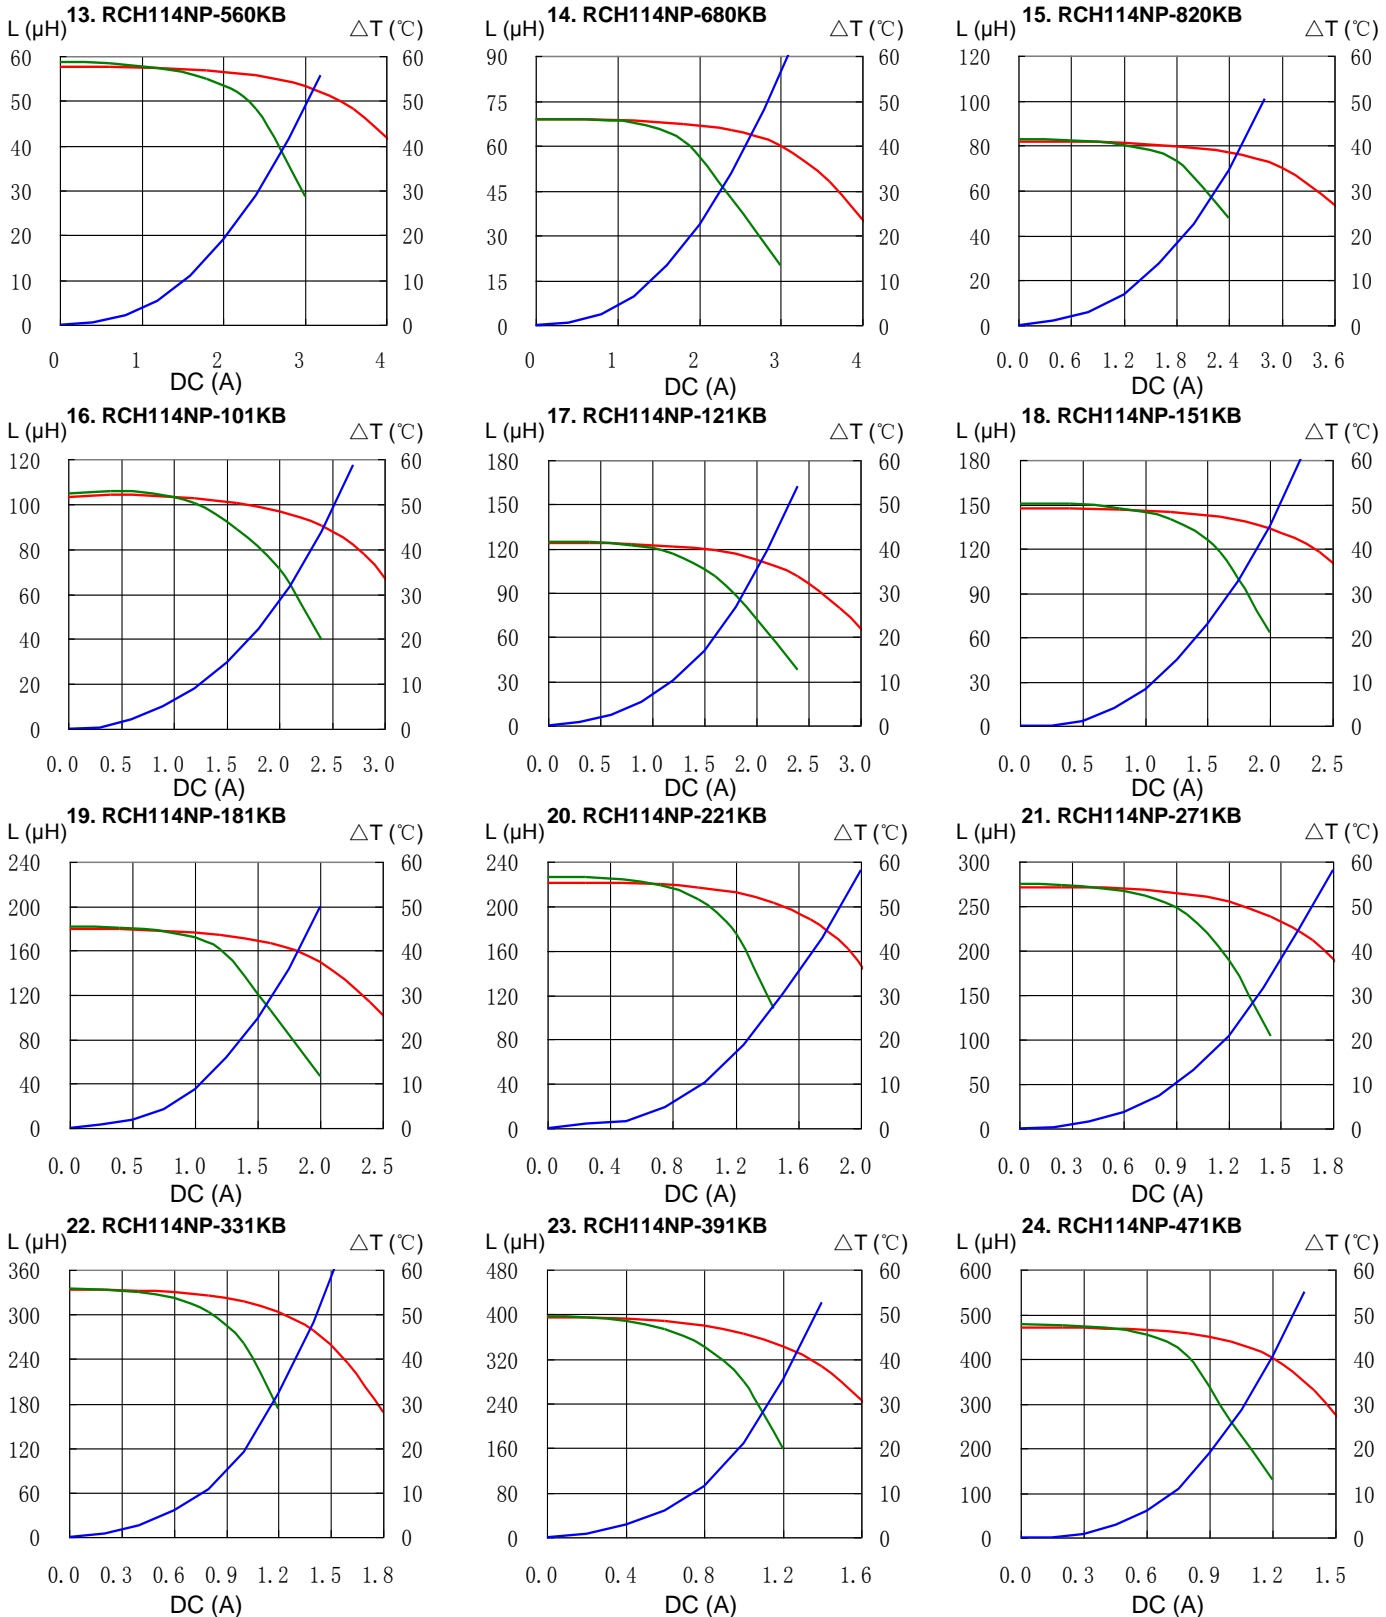 13. RCH114NP-560KB
L (µH) △T (℃)
60 60
50 50
40 40
30 30
20 20
10 10
0 0
0 1 2 3 4
DC (A)
14. RCH114NP-680KB
L (µH) △T (℃)
90 60
75 50
60 40
45 30
30 20
15 10
0 0
0 1 2 3 4
DC (A)
15. RCH114NP-820KB
L (µH) △T (℃)
120 60
100 50
80 40
60 30
40 20
20 10
0 0
0.0 0.6 1.2 1.8 2.4 3.0 3.6
DC (A)
16. RCH114NP-101KB
L (µH) △T (℃)
120 60
100 50
80 40
60 30
40 20
20 10
0 0
0.0 0.5 1.0 1.5 2.0 2.5 3.0
DC (A)
17. RCH114NP-121KB
L (µH) △T (℃)
180 60
150 50
120 40
90 30
60 20
30 10
0 0
0.0 0.5 1.0 1.5 2.0 2.5 3.0
DC (A)
18. RCH114NP-151KB
L (µH) △T (℃)
180 60
150 50
120 40
90 30
60 20
30 10
0 0
0.0 0.5 1.0 1.5 2.0 2.5
DC (A)
19. RCH114NP-181KB
L (µH) △T (℃)
240 60
200 50
160 40
120 30
80 20
40 10
0 0
0.0 0.5 1.0 1.5 2.0 2.5
DC (A)
20. RCH114NP-221KB
L (µH) △T (℃)
240 60
200 50
160 40
120 30
80 20
40 10
0 0
0.0 0.4 0.8 1.2 1.6 2.0
DC (A)
21. RCH114NP-271KB
L (µH) △T (℃)
300 60
250 50
200 40
150 30
100 20
50 10
0 0
0.0 0.3 0.6 0.9 1.2 1.5 1.8
DC (A)
22. RCH114NP-331KB
L (µH) △T (℃)
360 60
300 50
240 40
180 30
120 20
60 10
0 0
0.0 0.3 0.6 0.9 1.2 1.5 1.8
DC (A)
23. RCH114NP-391KB
L (µH) △T (℃)
480 60
400 50
320 40
240 30
160 20
80 10
0 0
0.0 0.4 0.8 1.2 1.6
DC (A)
24. RCH114NP-471KB
L (µH) △T (℃)
600 60
500 50
400 40
300 30
200 20
100 10
0 0
0.0 0.3 0.6 0.9 1.2 1.5
DC (A)